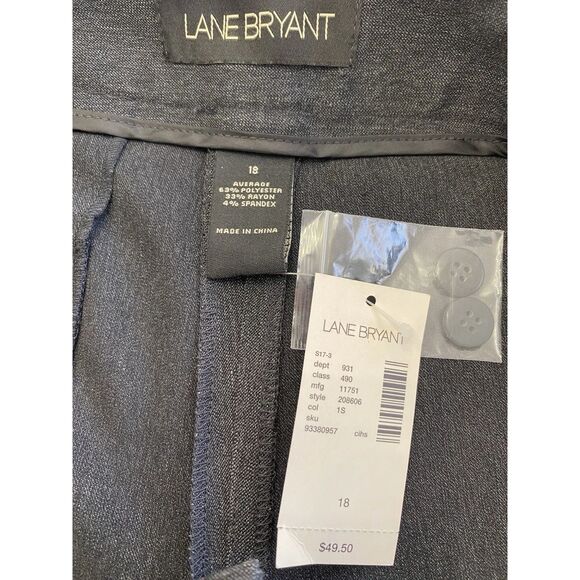 LANE BRYANT
18
AVERAGE
63% POLYESTER
33% RAYON
4% SPANDEX
MADE IN CHINA
LANE BRYANT
S17-3
dept 931
class 490
mfg 11751
style 208606
col 1S
sku
93380957 cihs
18
$49.50